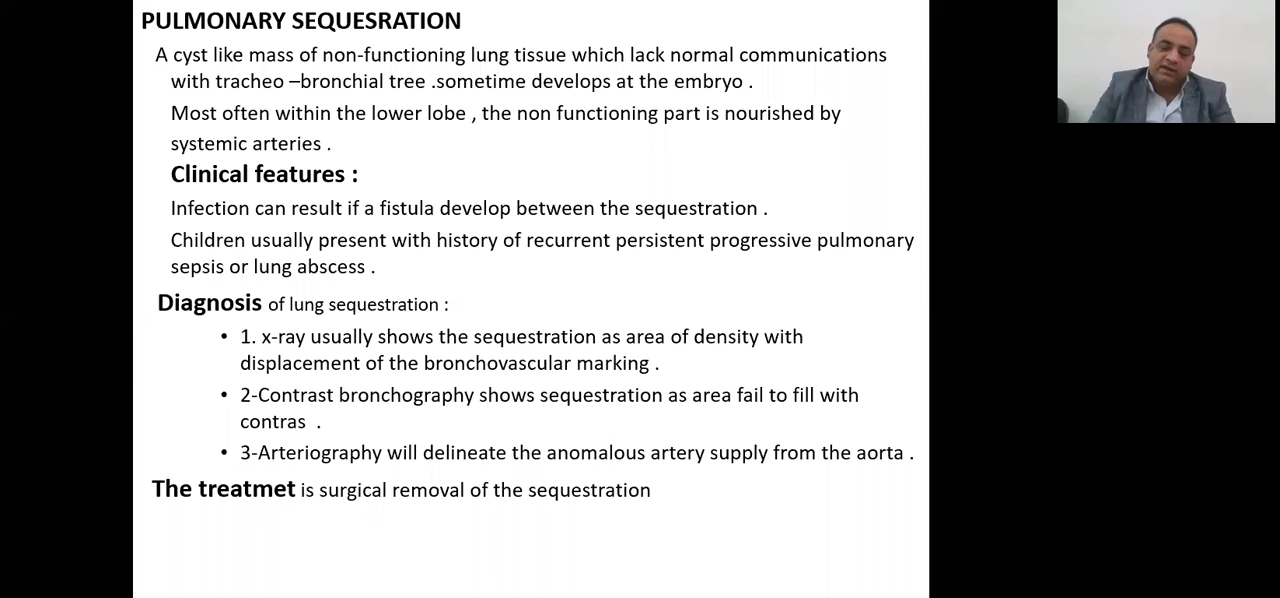 PULMONARY SEQUESRATION
A cyst like mass of non-functioning lung tissue which lack normal communications
with tracheo –bronchial tree .sometime develops at the embryo .
Most often within the lower lobe , the non functioning part is nourished by
systemic arteries .
Clinical features :
Infection can result if a fistula develop between the sequestration .
Children usually present with history of recurrent persistent progressive pulmonary
sepsis or lung abscess .
Diagnosis of lung sequestration :
• 1. x-ray usually shows the sequestration as area of density with
displacement of the bronchovascular marking .
• 2-Contrast bronchography shows sequestration as area fail to fill with
contras .
• 3-Arteriography will delineate the anomalous artery supply from the aorta .
The treatmet is surgical removal of the sequestration